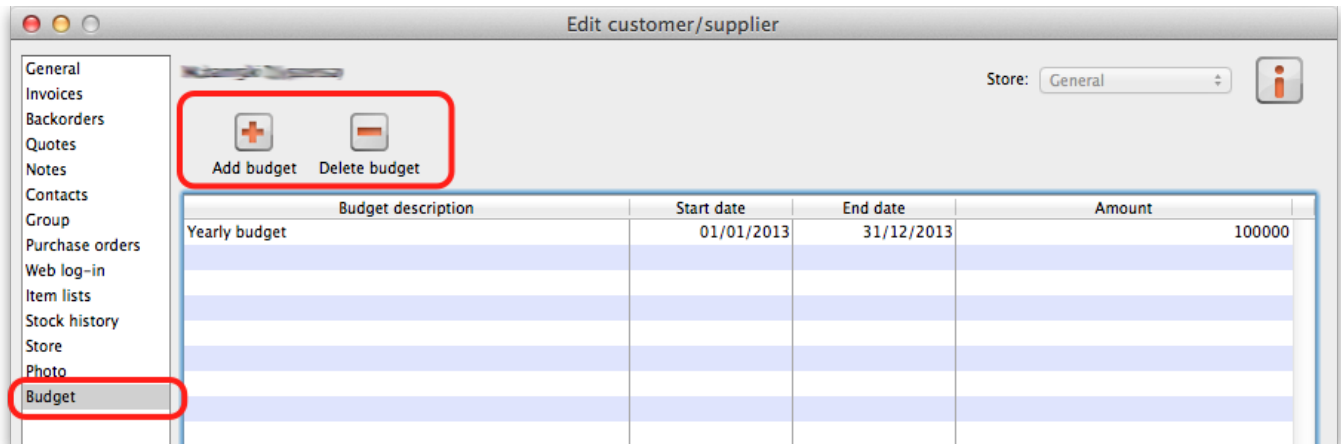 Edit customer/supplier
General
Invoices
Backorders
Quotes
Notes
Contacts
Group
Purchase orders
Web log-in
Item lists
Stock history
Store
Photo
Budget
Store: General
Add budget Delete budget
Budget description Start date End date Amount
Yearly budget 01/01/2013 31/12/2013 100000